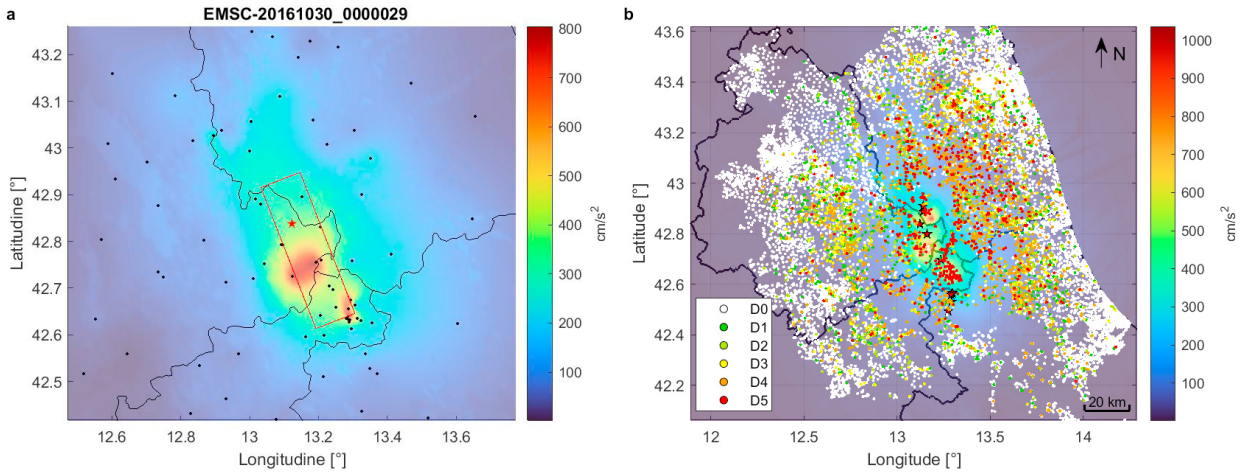 a
EMSC-20161030_0000029
43.2
43.1
43
42.9
42.8
42.7
42.6
42.5
Latitudine [°]
12.6
12.8
13
13.2
13.4
13.6
Longitudine [°]
800
700
600
500
400
300
200
100
cm/s²
b
43.6
43.4
43.2
43
42.8
42.6
42.4
42.2
Latitude [°]
N
D0
D1
D2
D3
D4
D5
20 km
12
12.5
13
13.5
14
Longitude [°]
1000
900
800
700
600
500
400
300
200
100
cm/s²